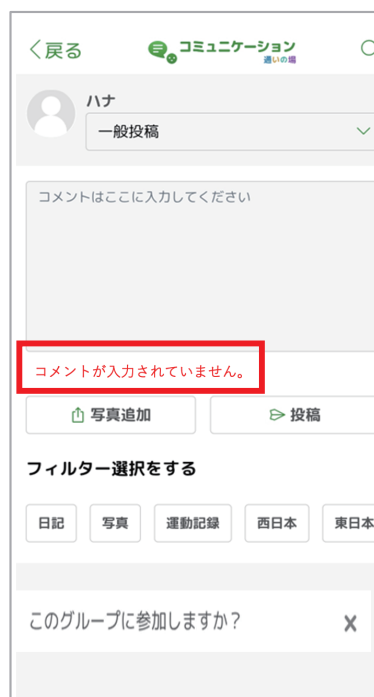 戻る
コミュニケーション
通いの場
ハナ
一般投稿
コメントはここに入力してください
コメントが入力されていません。
写真追加
投稿
フィルター選択をする
日記
写真
運動記録
西日本
東日本
このグループに参加しますか？
X